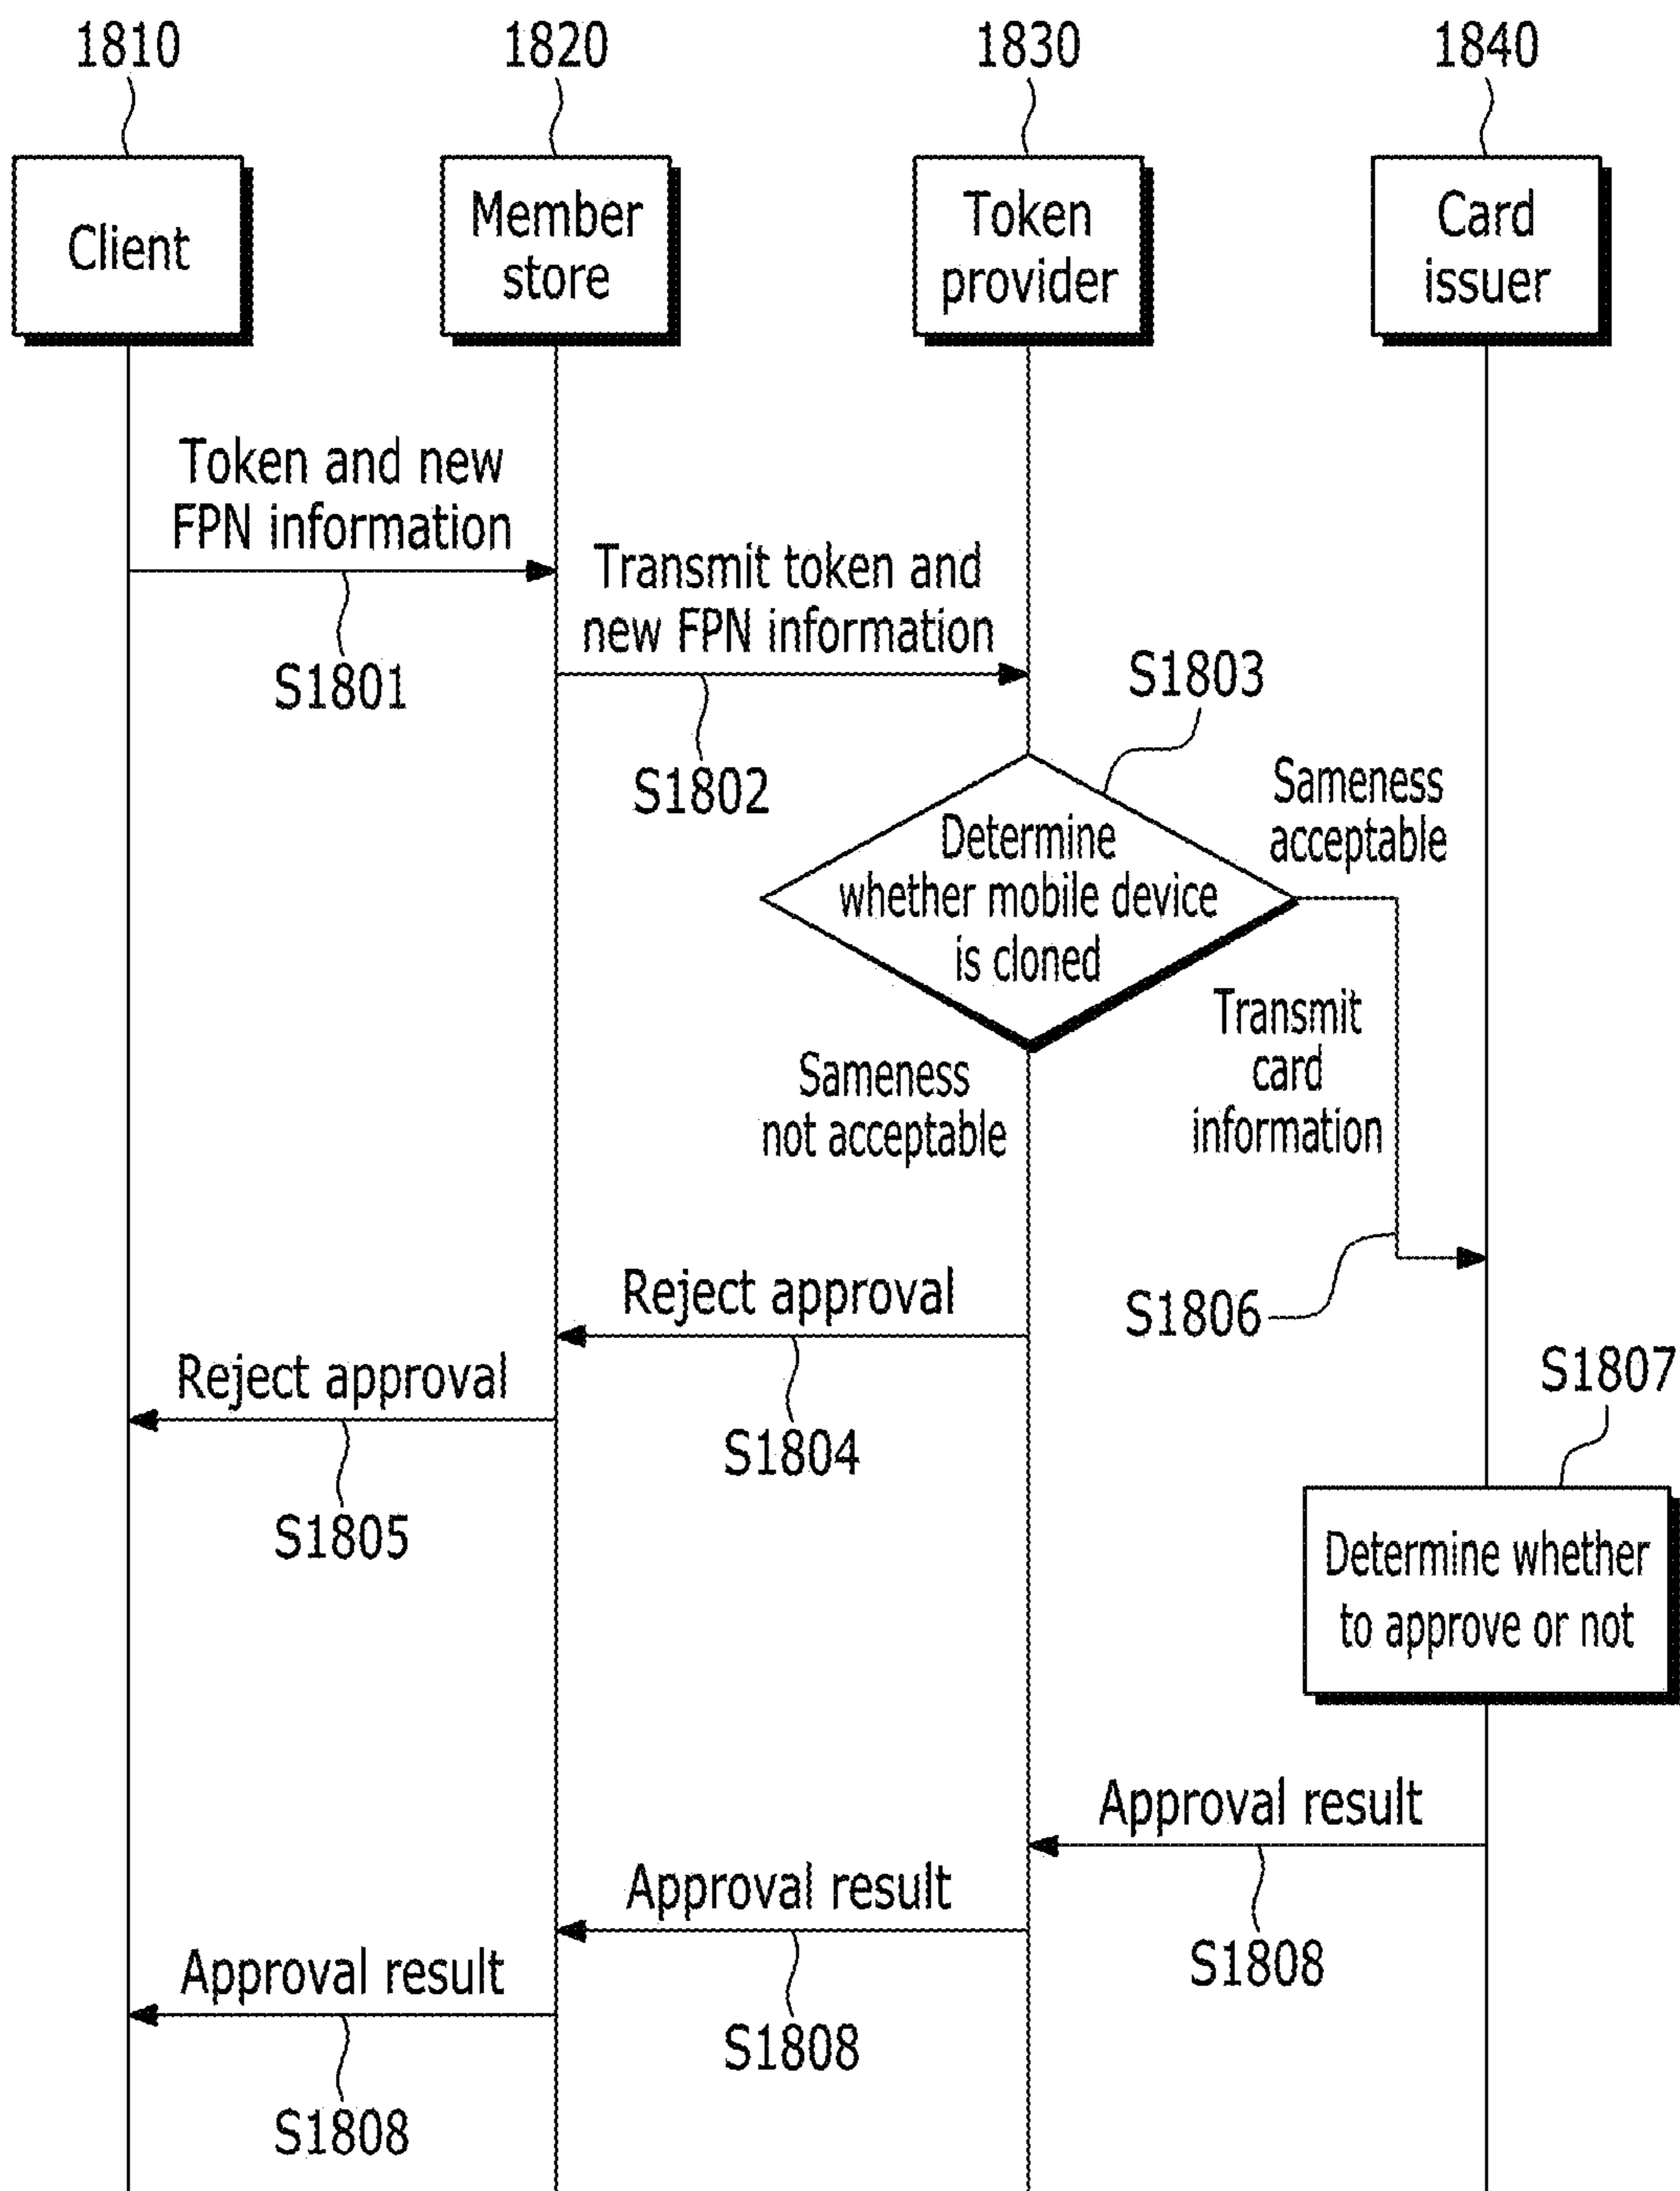 1810
1820
1830
1840
Client
Member
store
Token
provider
Card
issuer
Token and new
FPN information
S1801
Transmit token and
new FPN information
S1802
S1803
Determine
whether mobile device
is cloned
Sameness
acceptable
Transmit
card
information
Sameness
not acceptable
S1806
Reject approval
S1804
Reject approval
S1805
S1807
Determine whether
to approve or not
Approval result
S1808
Approval result
S1808
Approval result
S1808